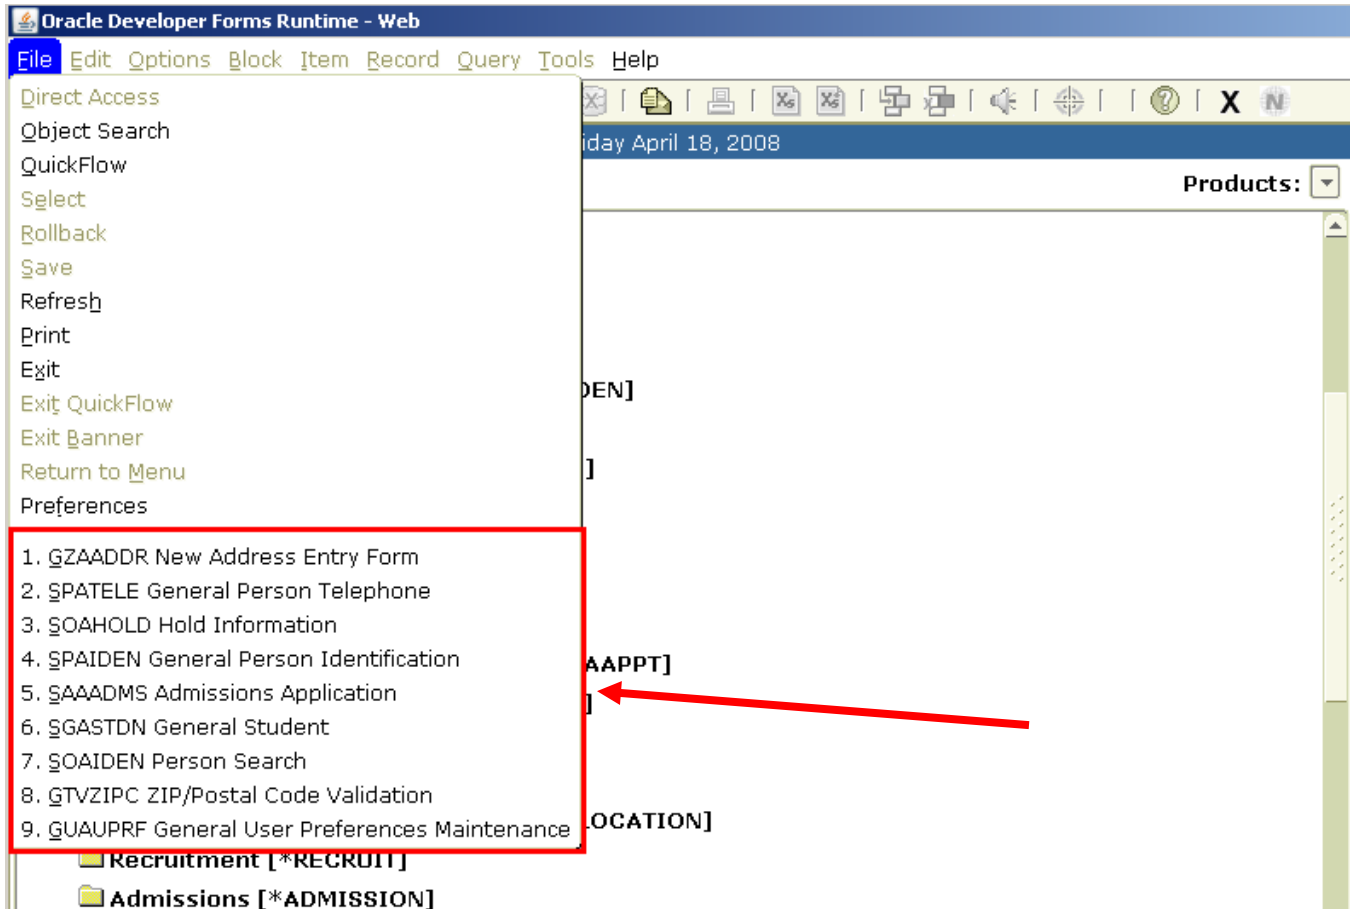 Oracle Developer Forms Runtime - Web
File Edit Options Block Item Record Query Tools Help
Direct Access
Object Search
iday April 18, 2008
QuickFlow
Products:
Select
Rollback
Save
Refresh
Print
Exit
DEN]
Exit QuickFlow
Exit Banner
Return to Menu
]
Preferences
1. GZAADDR New Address Entry Form
2. SPATELE General Person Telephone
3. SOAHOLD Hold Information
4. SPAIDEN General Person Identification
AAPPT]
5. SAAADMS Admissions Application
]
6. SGASTDN General Student
7. SOAIDEN Person Search
8. GTVZIPC ZIP/Postal Code Validation
9. GUAUPRF General User Preferences Maintenance
OCATION]
Recruitment [*RECRUIT]
Admissions [*ADMISSION]